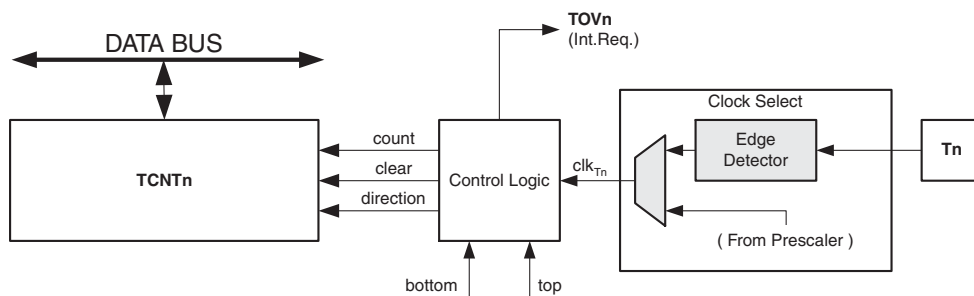 TOVn
(Int.Req.)
DATA BUS
Clock Select
TCNTn
count
clear
direction
Control Logic
clkTn
Edge
Detector
Tn
( From Prescaler )
bottom
top